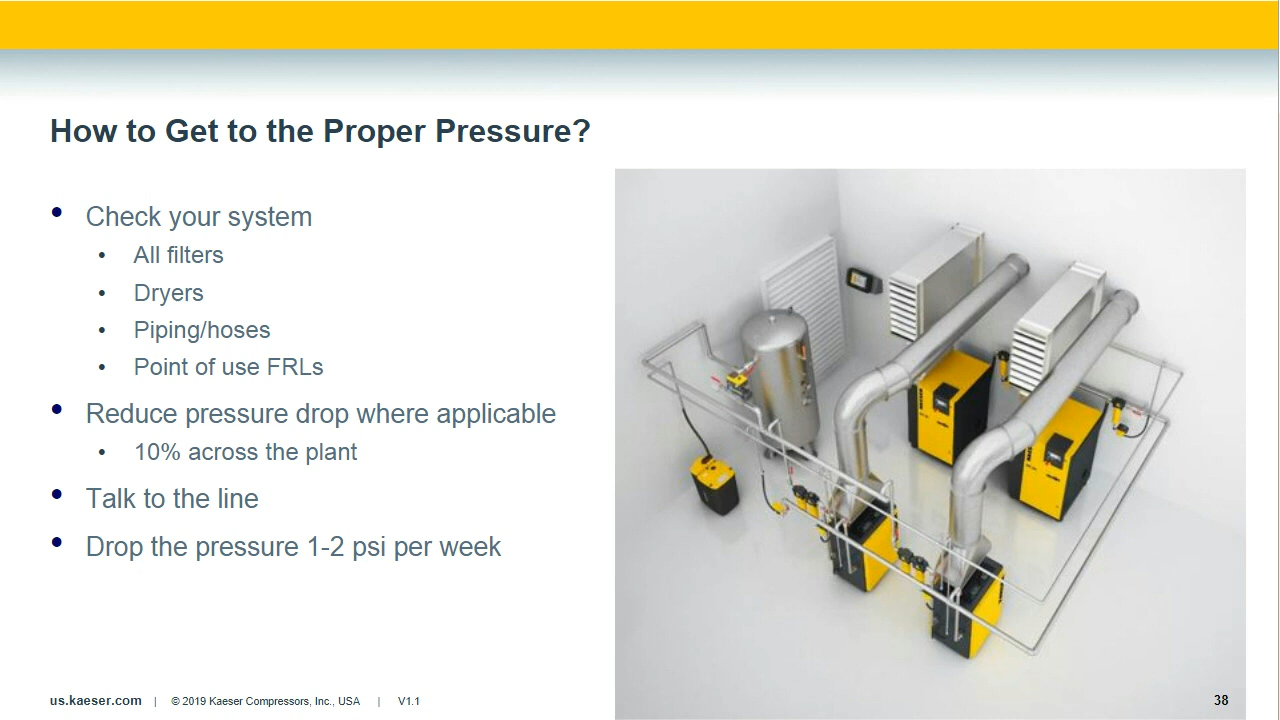 How to Get to the Proper Pressure?
• Check your system
• All filters
• Dryers
• Piping/hoses
• Point of use FRLs
• Reduce pressure drop where applicable
• 10% across the plant
• Talk to the line
• Drop the pressure 1-2 psi per week
us.kaeser.com | © 2019 Kaeser Compressors, Inc., USA | V1.1
38